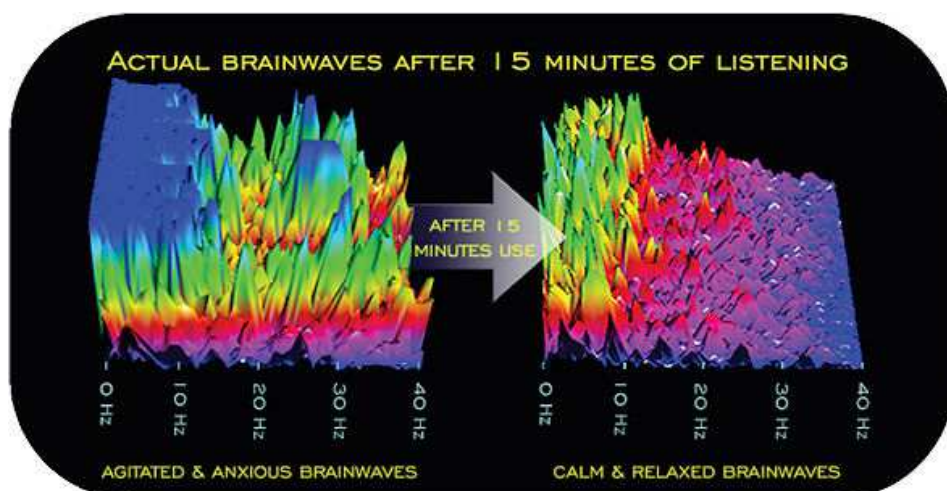 ACTUAL BRAINWAVES AFTER 15 MINUTES OF LISTENING
AFTER 15
MINUTES USE
0 HZ
10 HZ
20 HZ
30 HZ
40 HZ
0 HZ
10 HZ
20 HZ
30 HZ
40 HZ
AGITATED & ANXIOUS BRAINWAVES
CALM & RELAXED BRAINWAVES